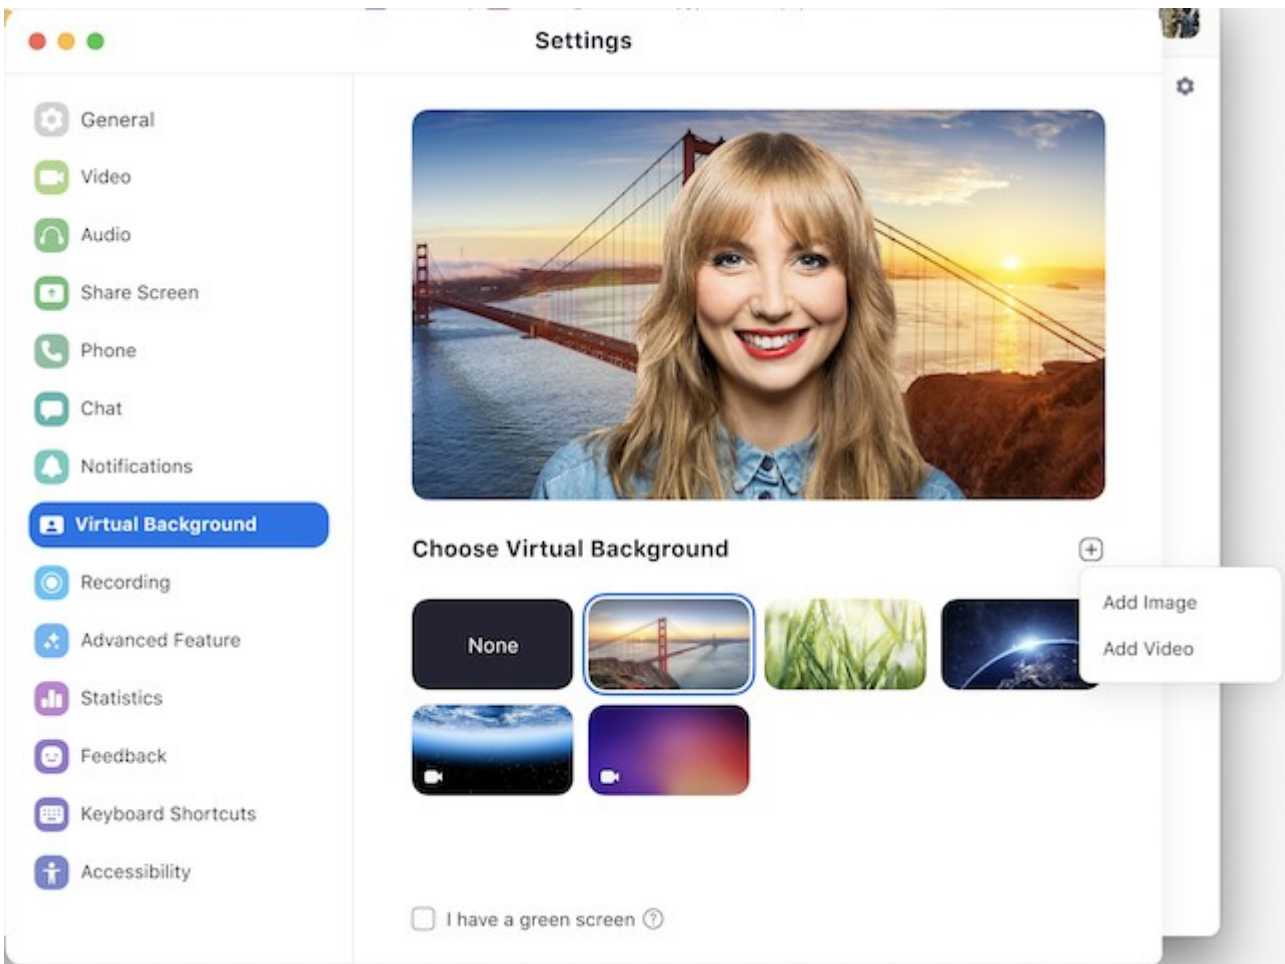 Settings
General
Video
Audio
Share Screen
Phone
Chat
Notifications
Virtual Background
Recording
Advanced Feature
Statistics
Feedback
Keyboard Shortcuts
Accessibility
Choose Virtual Background
Add Image
Add Video
None
I have a green screen ?